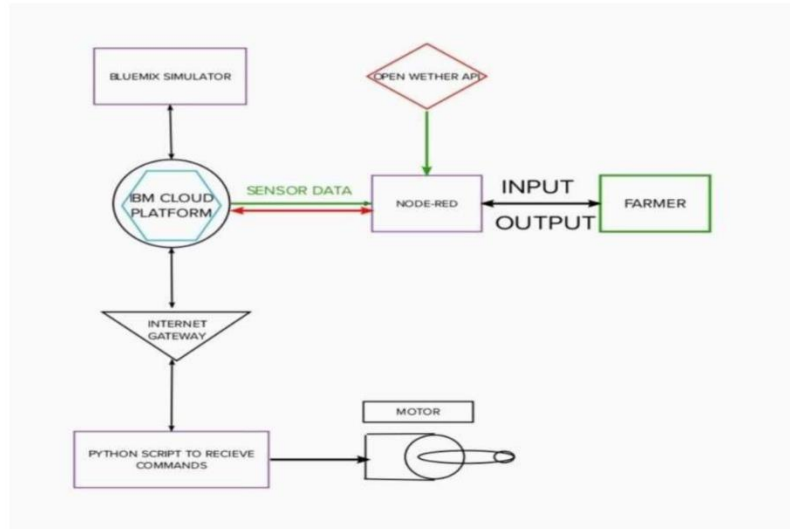 BLUEMIX SIMULATOR
OPEN WETHER API
IBM CLOUD
PLATFORM
SENSOR DATA
NODE-RED
INPUT
OUTPUT
FARMER
INTERNET
GATEWAY
MOTOR
PYTHON SCRIPT TO RECIEVE
COMMANDS